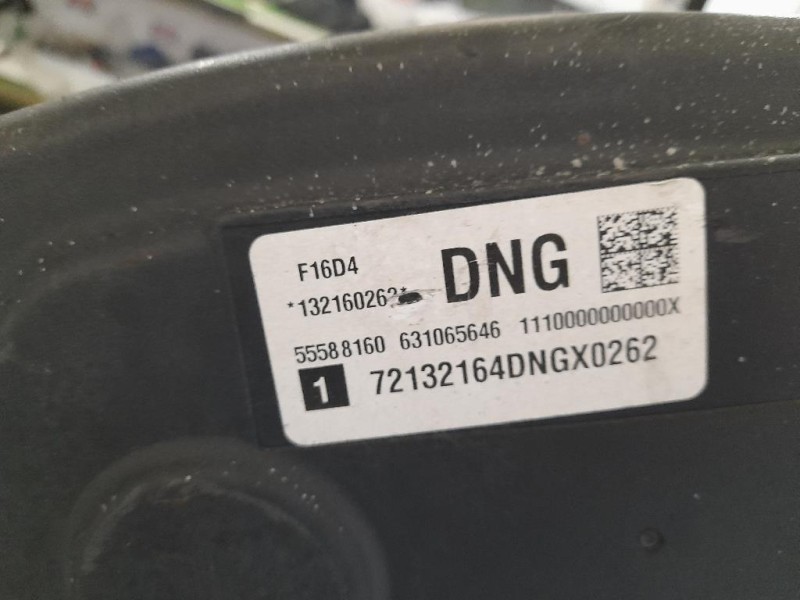 F16D4
DNG
*132160262*
55588160 631065646 1110000000000X
1 72132164DNGX0262